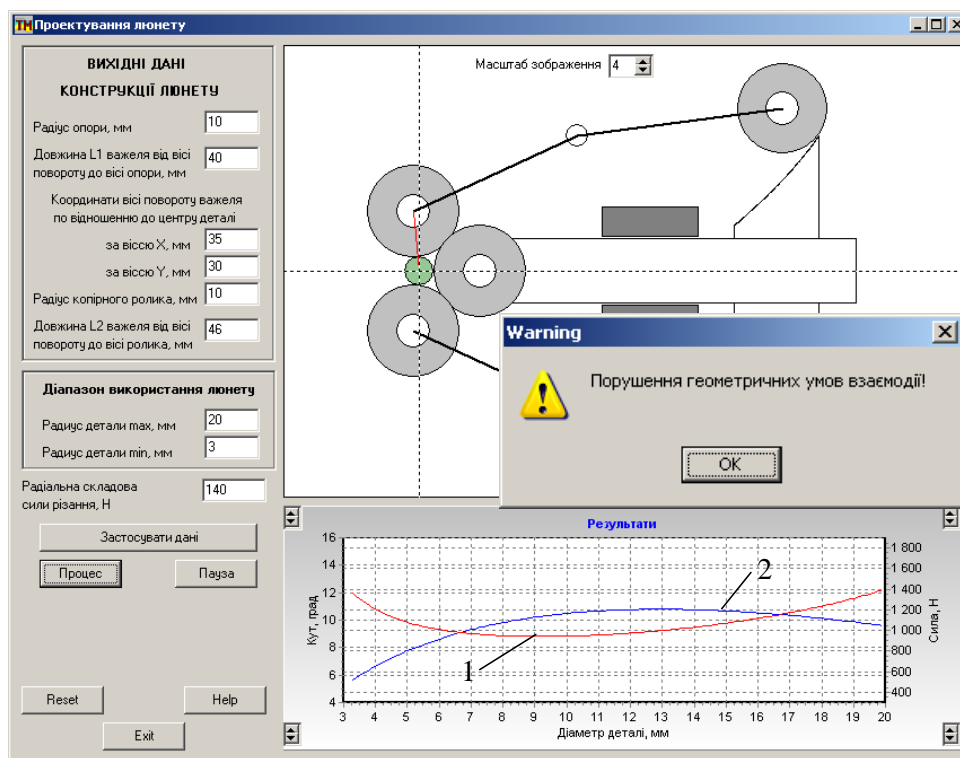 Проектування люнету
ВИХІДНІ ДАНІ
КОНСТРУКЦІЇ ЛЮНЕТУ
Радіус опори, мм
10
Довжина L1 важеля від вісі
повороту до вісі опори, мм
40
Координати вісі повороту важеля
по відношенню до центру деталі
за віссю X, мм
35
за віссю Y, мм
30
Радіус копірного ролика, мм
10
Довжина L2 важеля від вісі
повороту до вісі ролика, мм
46
Діапазон використання люнету
Радиус детали max, мм
20
Радиус детали min, мм
3
Радіальна складова
сили різання, Н
140
Застосувати дані
Процес
Пауза
Reset
Help
Exit
Масштаб зображення
4
Warning
Порушення геометричних умов взаємодії!
OK
Результати
Кут, град
16
14
12
10
8
6
4
1 800
1 600
1 400
1 200
1 000
800
600
400
Сила, Н
2
1
3 4 5 6 7 8 9 10 11 12 13 14 15 16 17 18 19 20
Діаметр деталі, мм